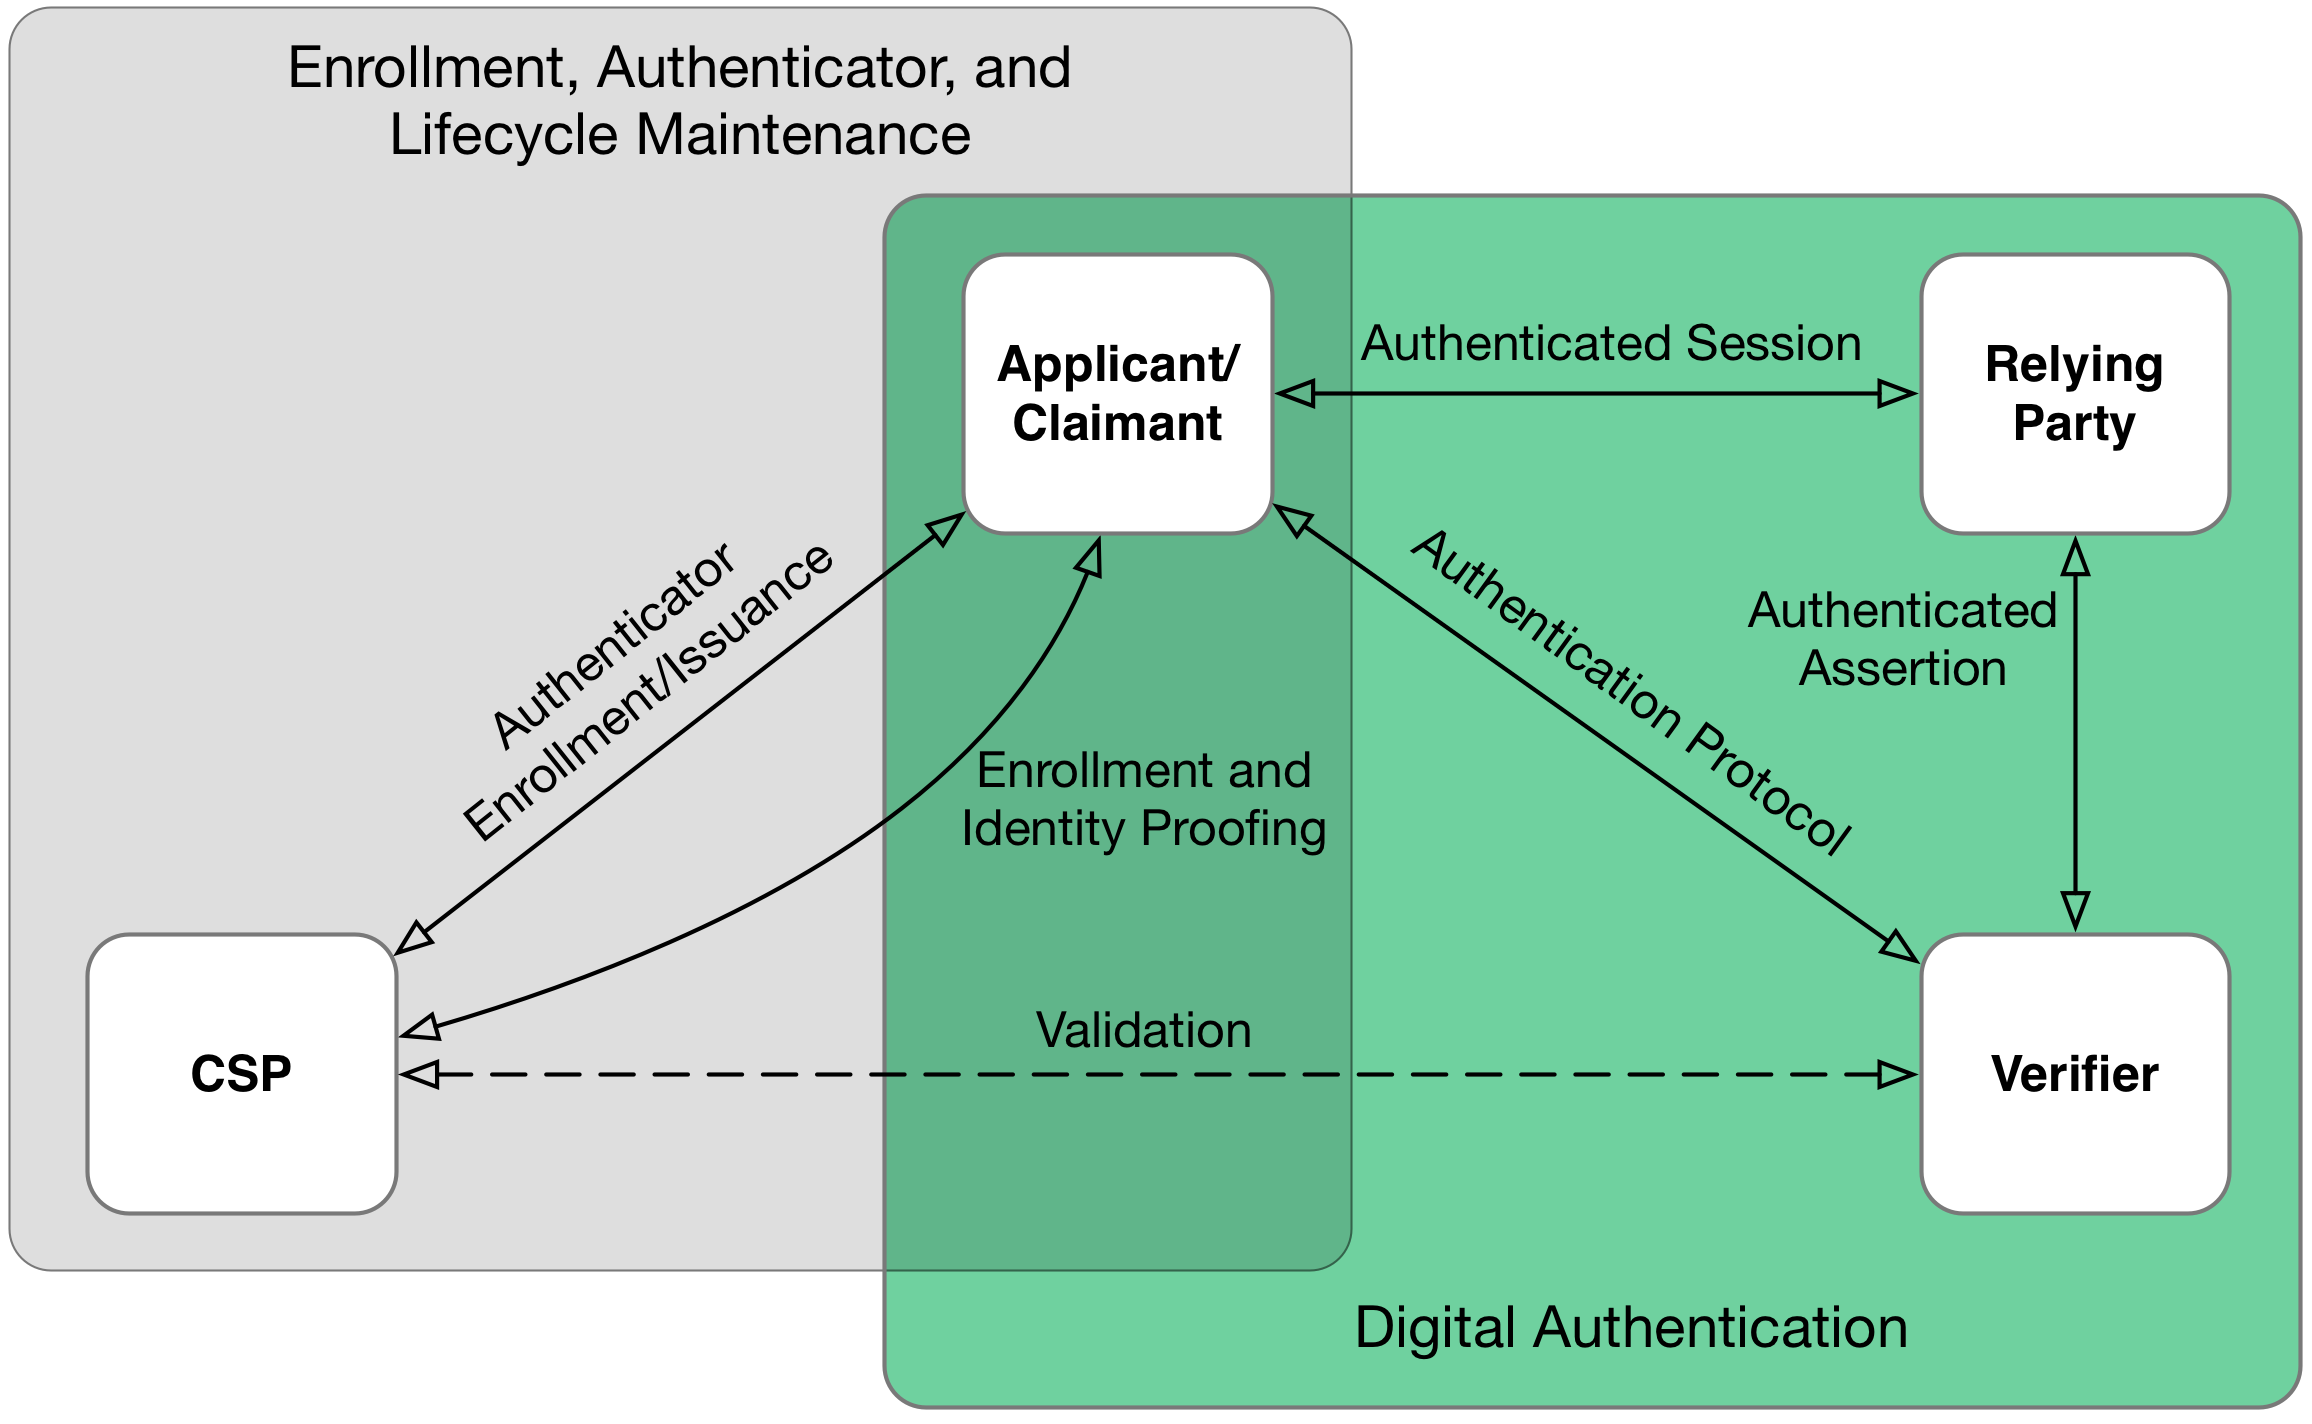 Enrollment, Authenticator, and
Lifecycle Maintenance
Applicant/
Claimant
Authenticated Session
Relying
Party
Authenticator
Enrollment/Issuance
Authentication Protocol
Authenticated
Assertion
Enrollment and
Identity Proofing
CSP
Validation
Verifier
Digital Authentication